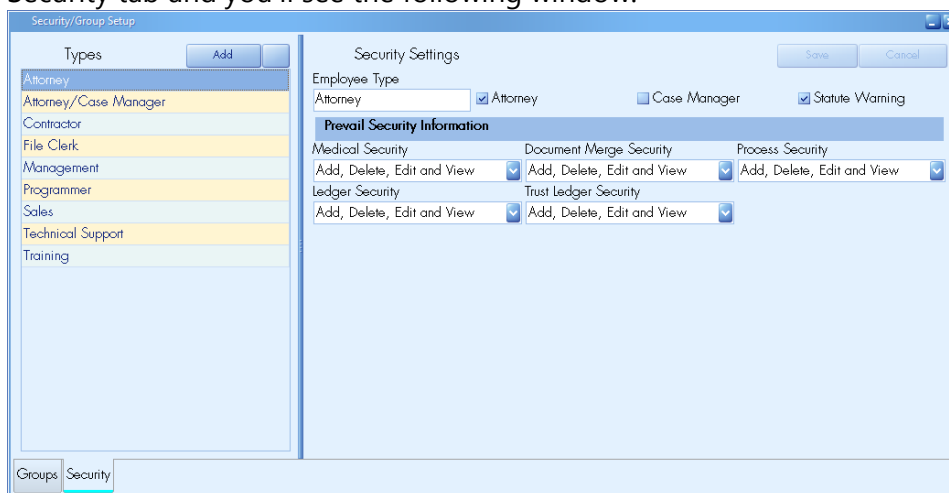 Security tab and you'll see the following window.
Security/Group Setup
Types Add
Attorney
Attorney/Case Manager
Contractor
File Clerk
Management
Programmer
Sales
Technical Support
Training
Security Settings Save Cancel
Employee Type
Attorney Attorney Case Manager Statute Warning
Prevail Security Information
Medical Security Document Merge Security Process Security
Add, Delete, Edit and View Add, Delete, Edit and View Add, Delete, Edit and View
Ledger Security Trust Ledger Security
Add, Delete, Edit and View Add, Delete, Edit and View
Groups Security